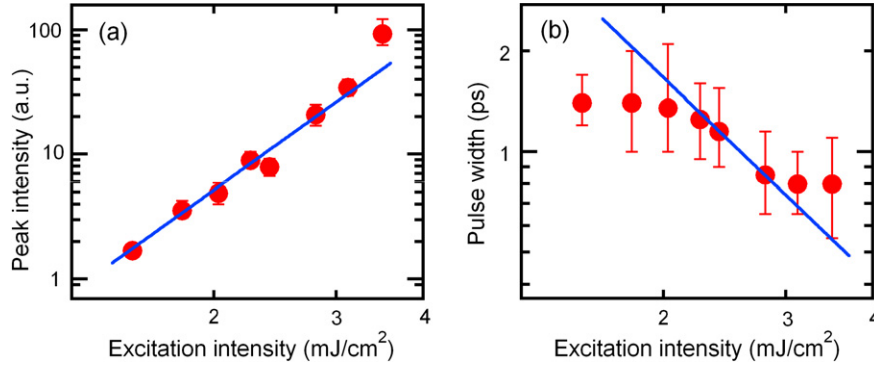 (a)
100
10
1
Peak intensity (a.u.)
2
3
4
Excitation intensity (mJ/cm²)
(b)
2
1
Pulse width (ps)
2
3
4
Excitation intensity (mJ/cm²)